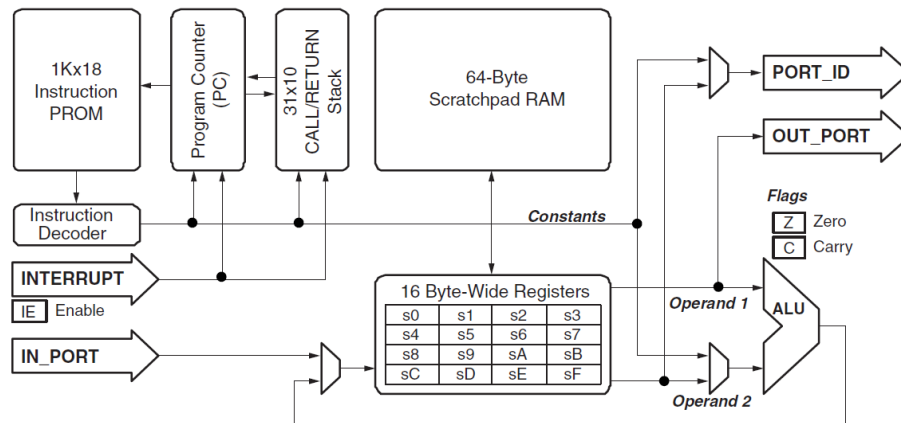 1Kx18
Instruction
PROM
Program Counter
(PC)
31x10
CALL/RETURN
Stack
64-Byte
Scratchpad RAM
PORT_ID
OUT_PORT
Instruction
Decoder
Constants
Flags
Z Zero
C Carry
INTERRUPT
IE Enable
16 Byte-Wide Registers
s0 s1 s2 s3
s4 s5 s6 s7
s8 s9 sA sB
sC sD sE sF
Operand 1
ALU
IN_PORT
Operand 2